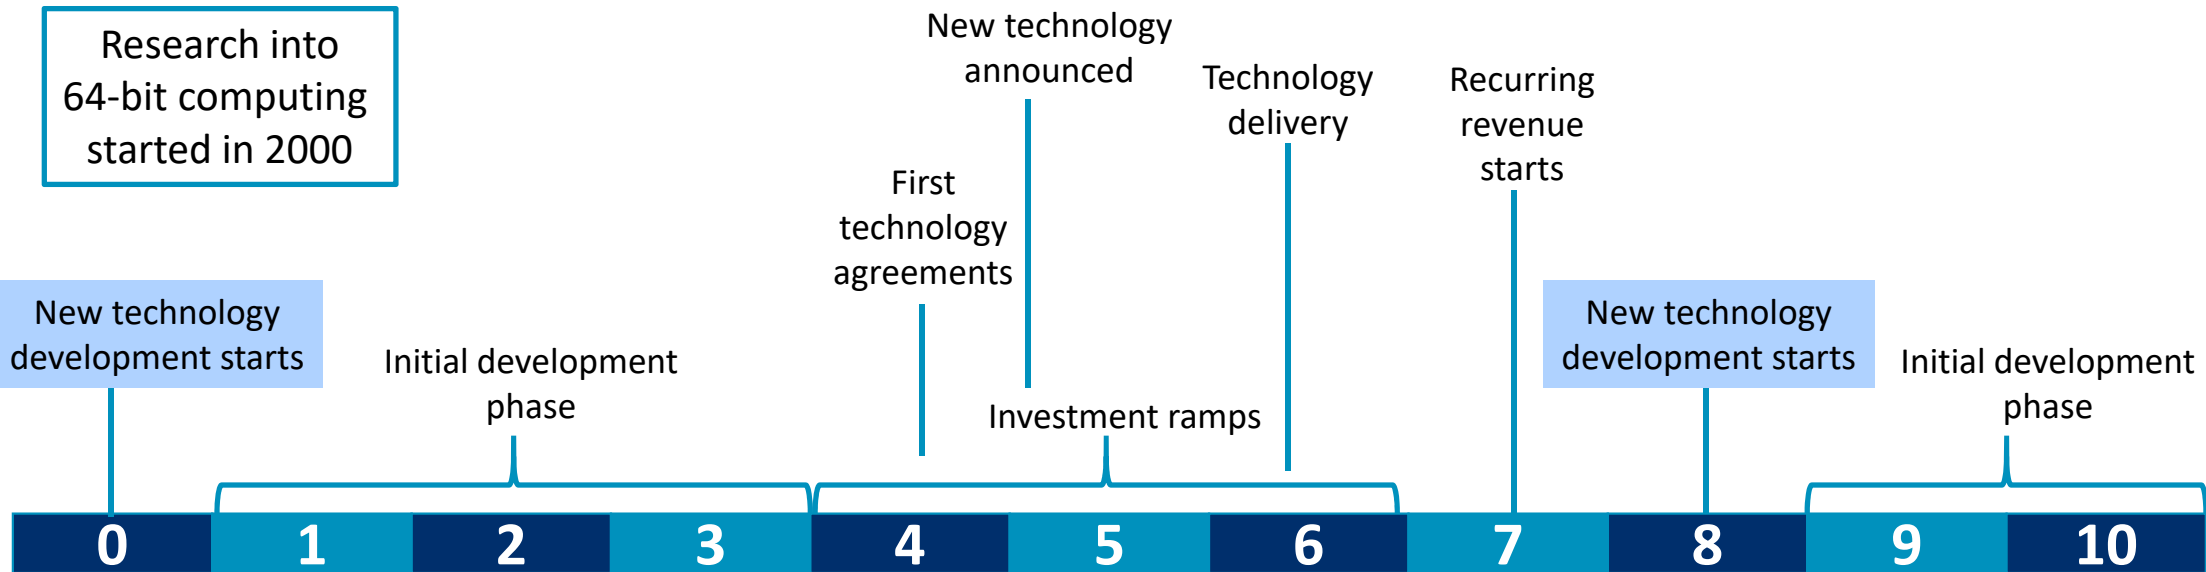 Research into
64-bit computing
started in 2000
New technology
announced
Technology
delivery
Recurring
revenue
starts
First
technology
agreements
New technology
development starts
Initial development
phase
Investment ramps
New technology
development starts
Initial development
phase
0 1 2 3 4 5 6 7 8 9 10